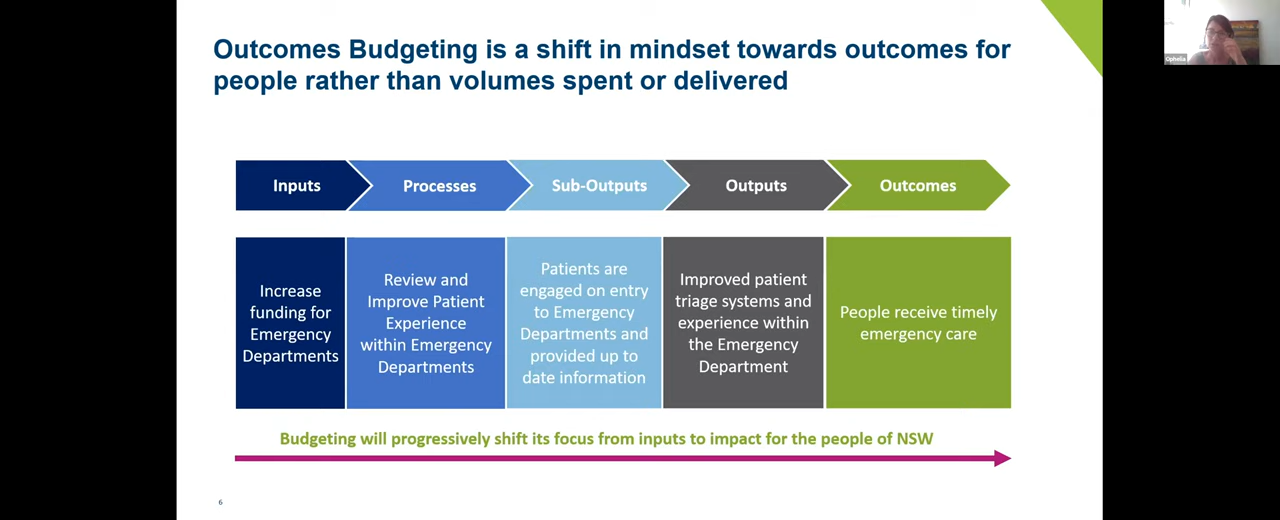 Outcomes Budgeting is a shift in mindset towards outcomes for
people rather than volumes spent or delivered
Ophelia
Inputs
Processes
Sub-Outputs
Outputs
Outcomes
Increase
funding for
Emergency
Departments
Review and
Improve Patient
Experience
within Emergency
Departments
Patients are
engaged on entry
to Emergency
Departments and
provided up to
date information
Improved patient
triage systems and
experience within
the Emergency
Department
People receive timely
emergency care
Budgeting will progressively shift its focus from inputs to impact for the people of NSW
6